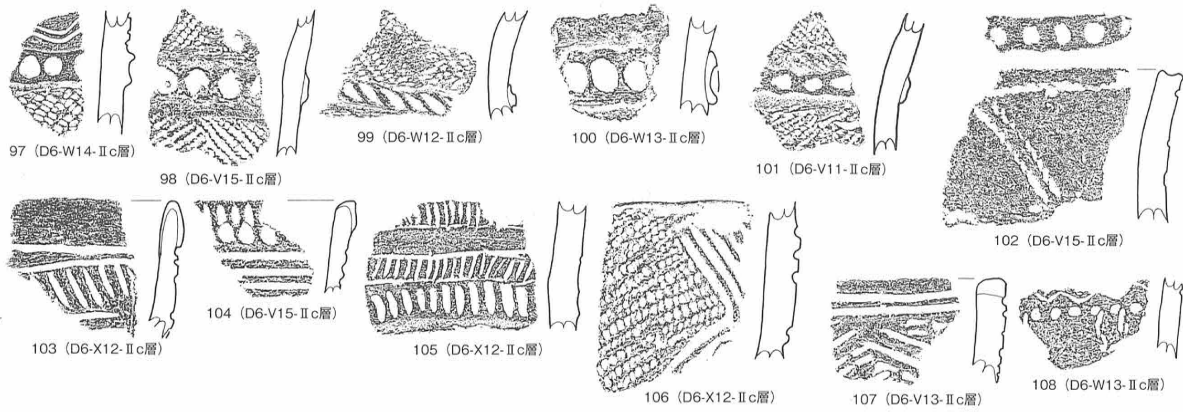 97（D6-W14-Ⅱc層）
98（D6-V15-Ⅱc層）
99（D6-W12-Ⅱc層）
100（D6-W13-Ⅱc層）
101（D6-V11-Ⅱc層）
102（D6-V15-Ⅱc層）
103（D6-X12-Ⅱc層）
104（D6-V15-Ⅱc層）
105（D6-X12-Ⅱc層）
106（D6-X12-Ⅱc層）
107（D6-V13-Ⅱc層）
108（D6-W13-Ⅱc層）